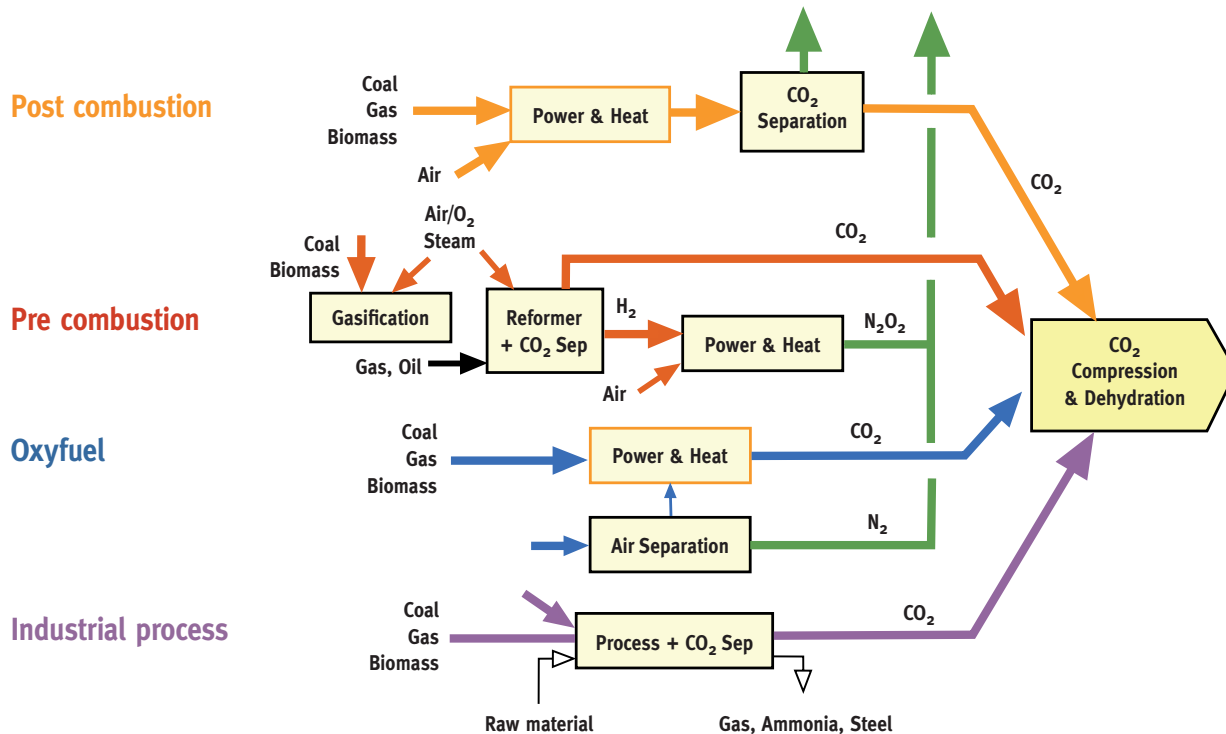 Post combustion
Coal
Gas
Biomass
Air
Power & Heat
CO₂
Separation
CO₂
Pre combustion
Coal
Biomass
Air/O₂
Steam
Gasification
Gas, Oil
Reformer
+ CO₂ Sep
H₂
Air
Power & Heat
N₂O₂
CO₂
CO₂
Compression
& Dehydration
Oxyfuel
Coal
Gas
Biomass
Power & Heat
CO₂
Air Separation
N₂
Industrial process
Coal
Gas
Biomass
Process + CO₂ Sep
CO₂
Raw material
Gas, Ammonia, Steel